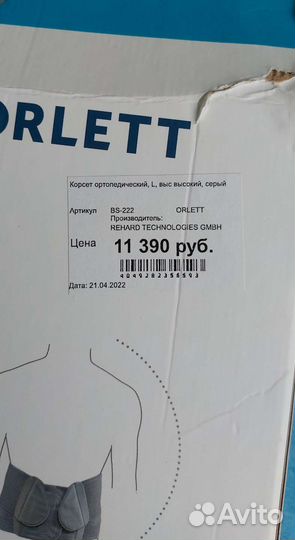 ORLETT
Корсет ортопедический, L, выс высокий, серый
Артикул BS-222 ORLETT
Производитель:
REHARD TECHNOLOGIES GMBH
Цена 11 390 руб.
4049282355593
Дата: 21.04.2022
Avito